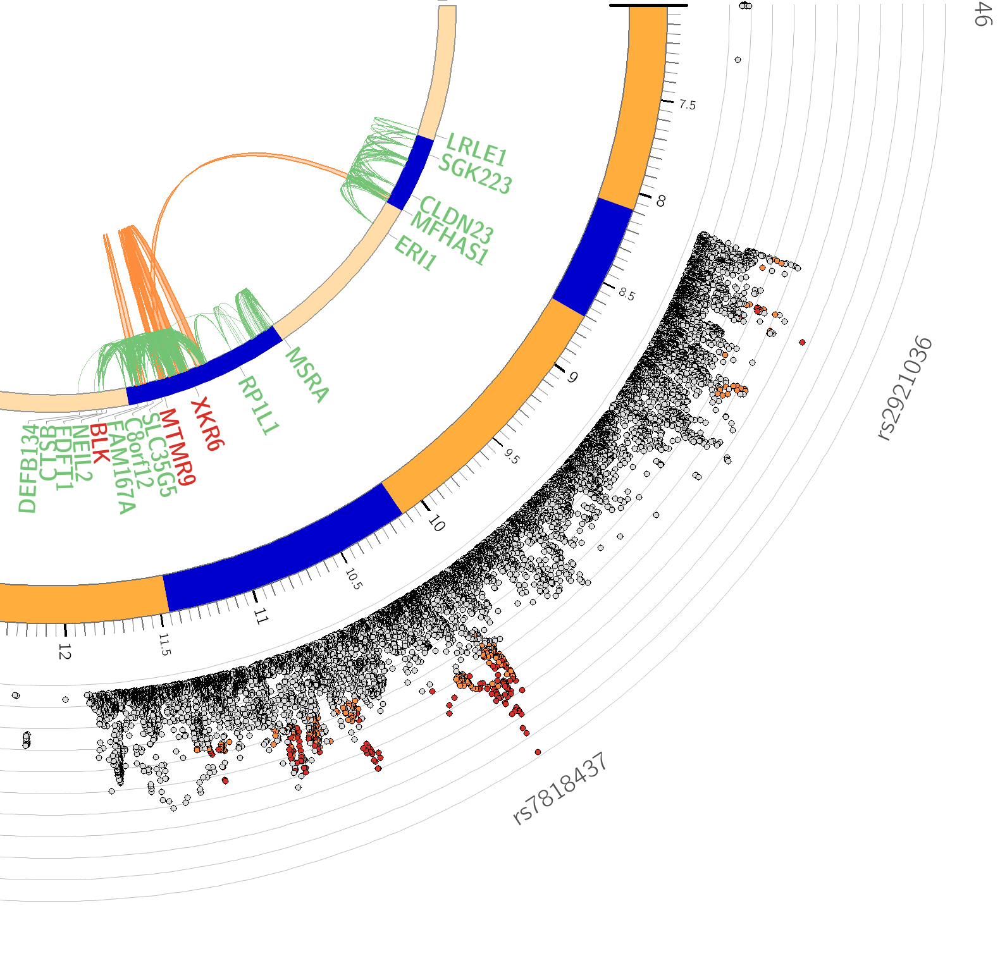 46
7.5
8
8.5
9
9.5
10
10.5
11
11.5
12
LRLE1
SGK223
CLDN23
MFHAS1
ERI1
MSRA
RP1L1
XKR6
MTMR9
SLC35G5
C8orf12
FAM167A
BLK
NEIL2
FDFT1
CTSB
DEFB134
rs2921036
rs7818437